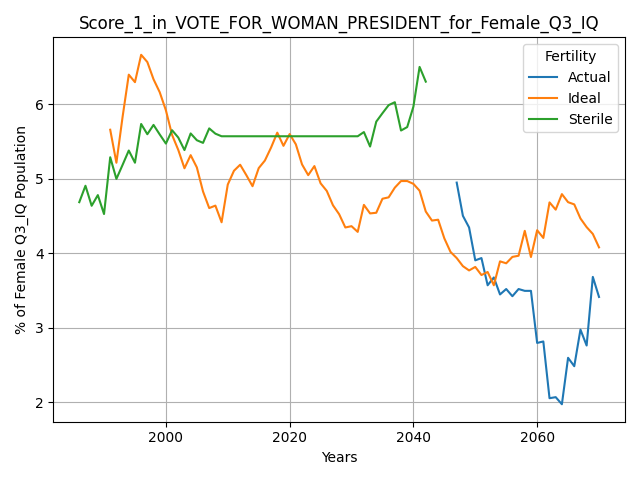 Score_1_in_VOTE_FOR_WOMAN_PRESIDENT_for_Female_Q3_IQ
Fertility
Actual
Ideal
Sterile
% of Female Q3_IQ Population
6
5
4
3
2
2000
2020
2040
2060
Years